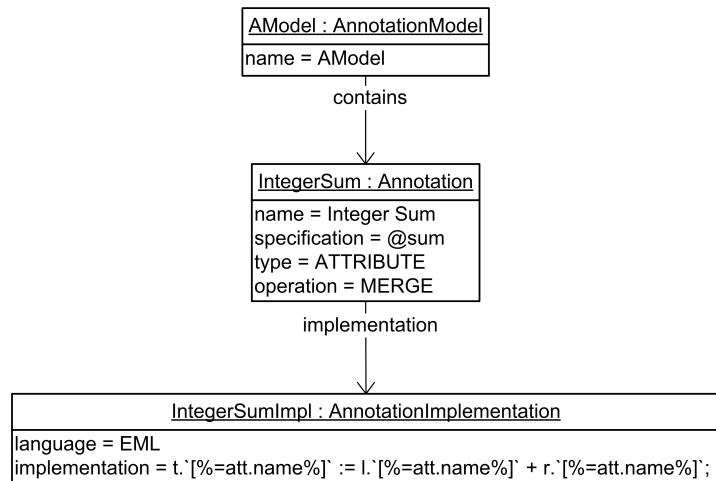 AModel : AnnotationModel
name = AModel
contains
IntegerSum : Annotation
name = Integer Sum
specification = @sum
type = ATTRIBUTE
operation = MERGE
implementation
IntegerSumImpl : AnnotationImplementation
language = EML
implementation = t.`[%=att.name%]` := l.`[%=att.name%]` + r.`[%=att.name%]`;